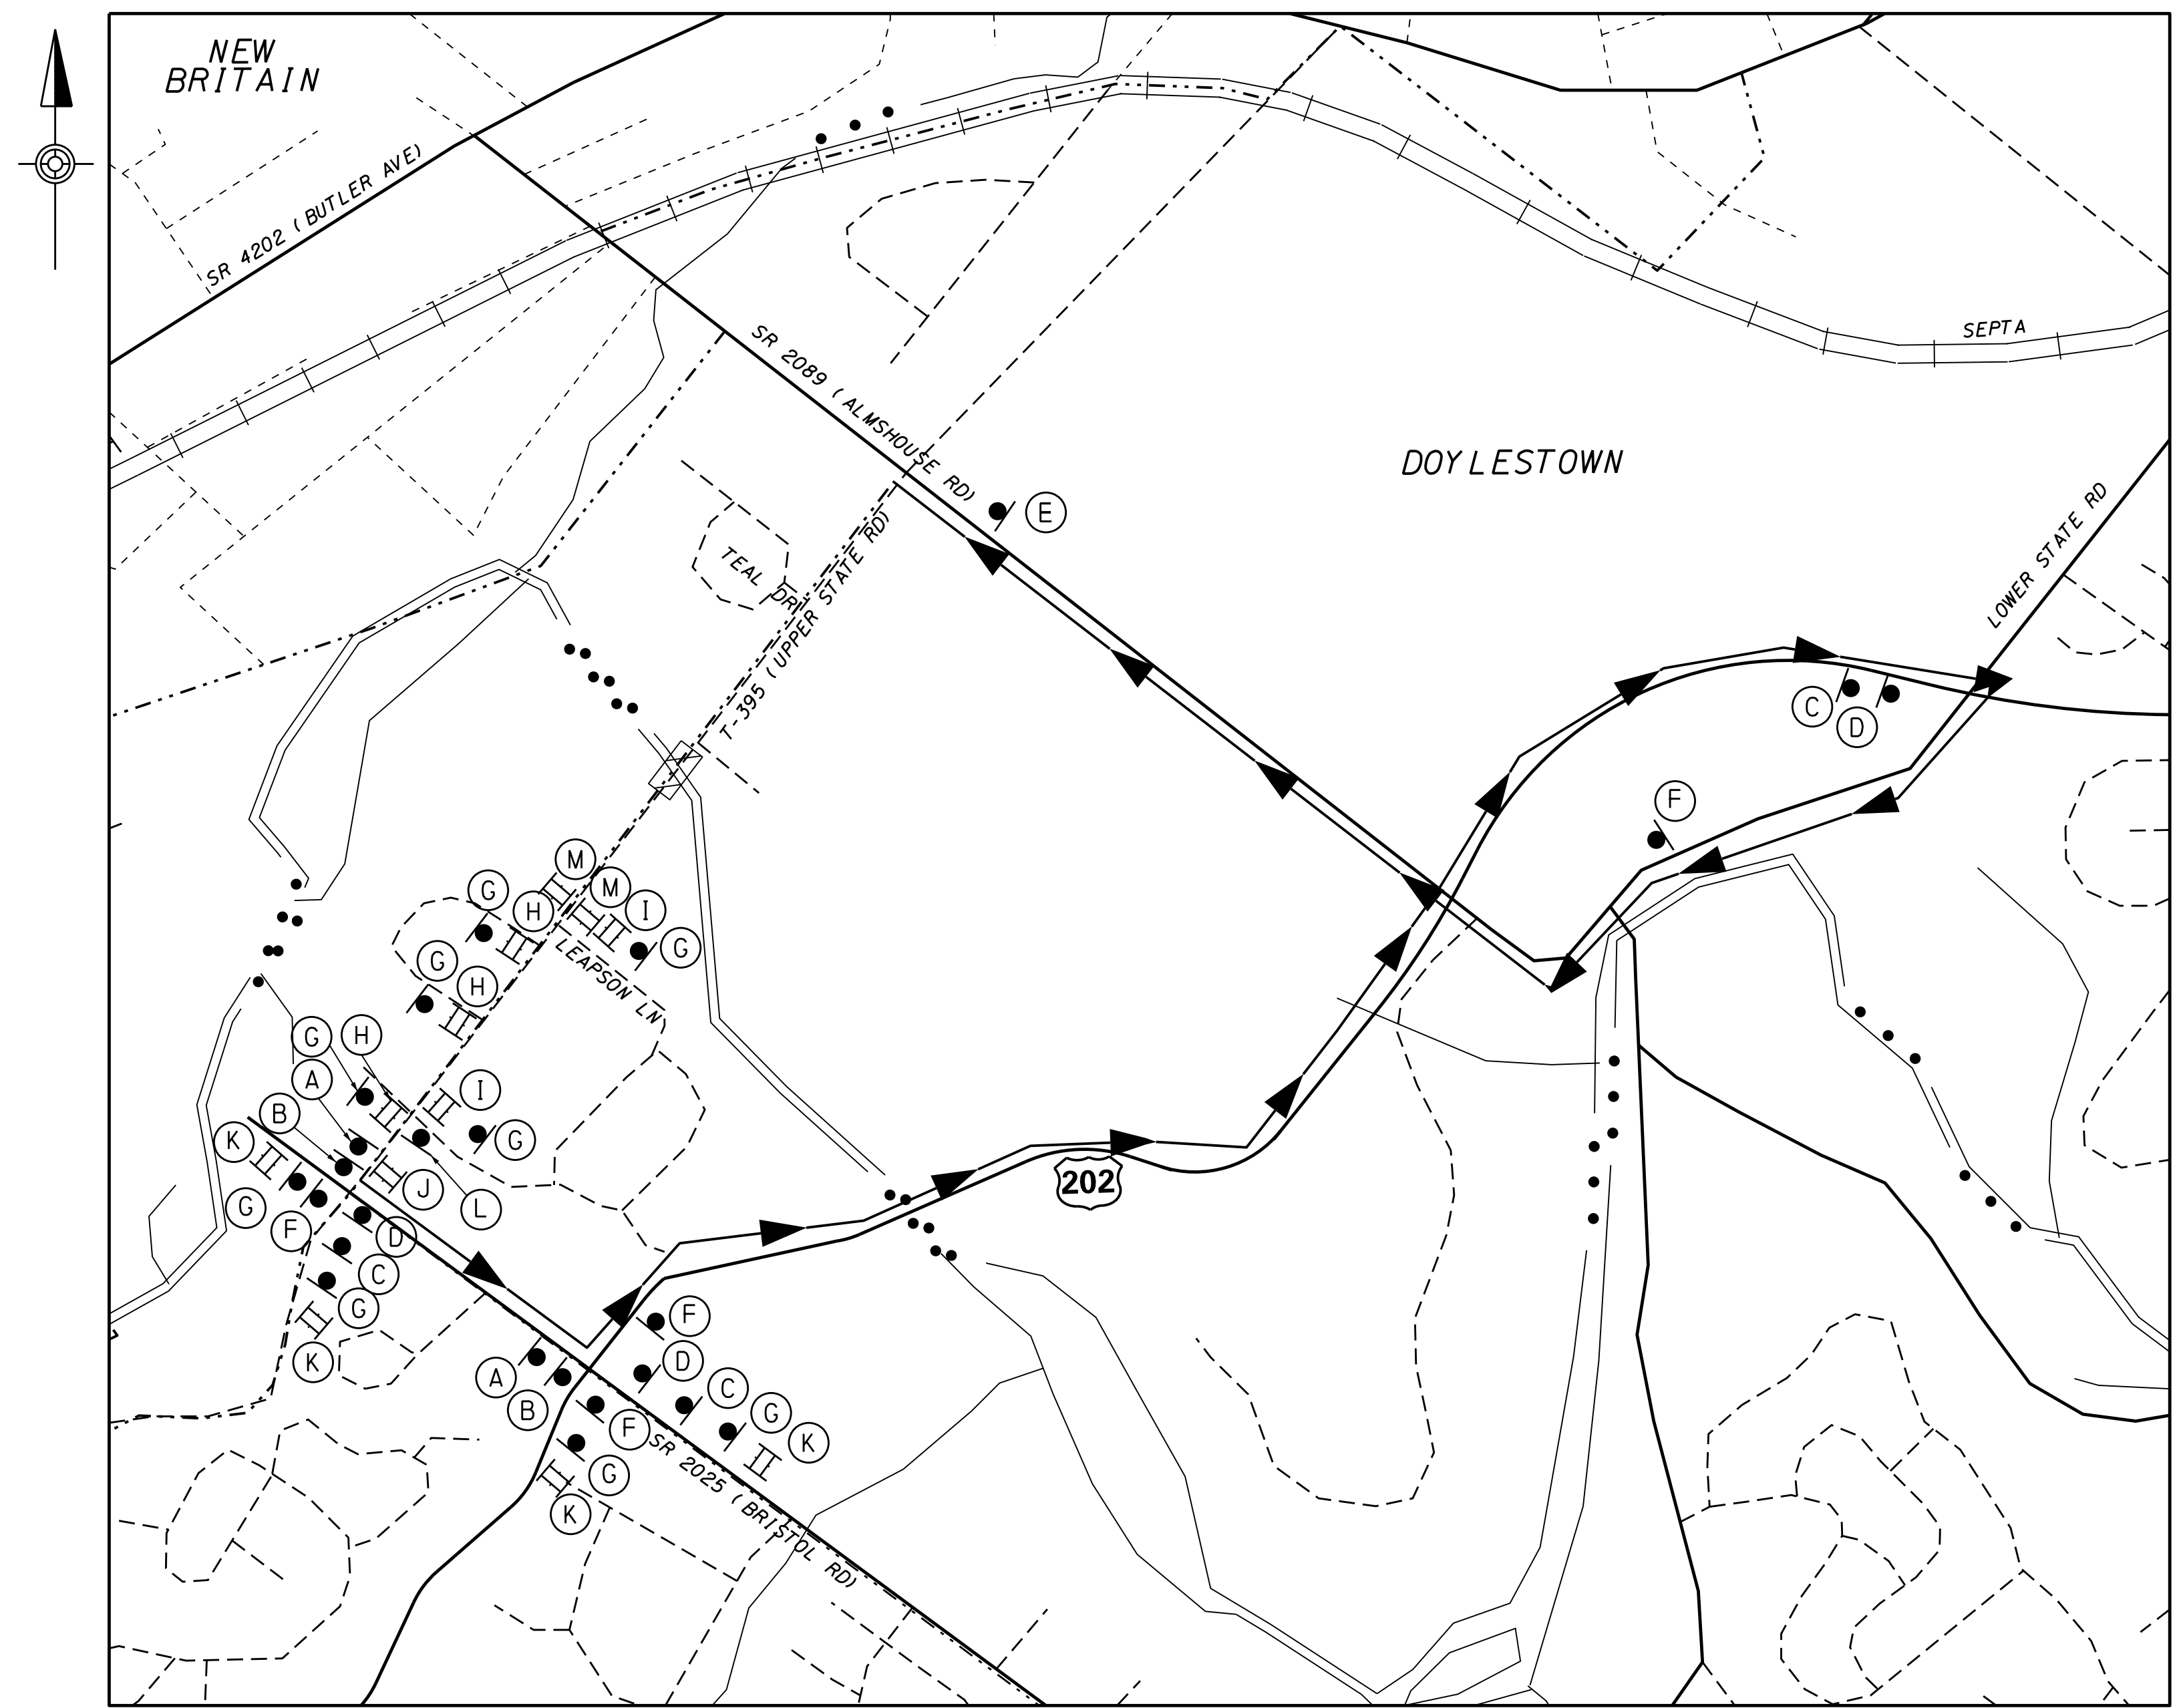 NEW
BRITAIN
SR 4202 (BUTLER AVE)
SEPTA
SR 2089 (ALMSHOUSE RD)
DOYLESTOWN
E
LOWER STATE RD
TEAL DR
T-395 (UPPER STATE RD)
C
D
F
M
G
M
H
I
G
LEAPSON LN
G
H
G
H
A
I
B
K
G
J
L
202
G
F
D
C
G
K
F
D
A
C
B
G
F
K
SR 2025 (BRISTOL RD)
G
K